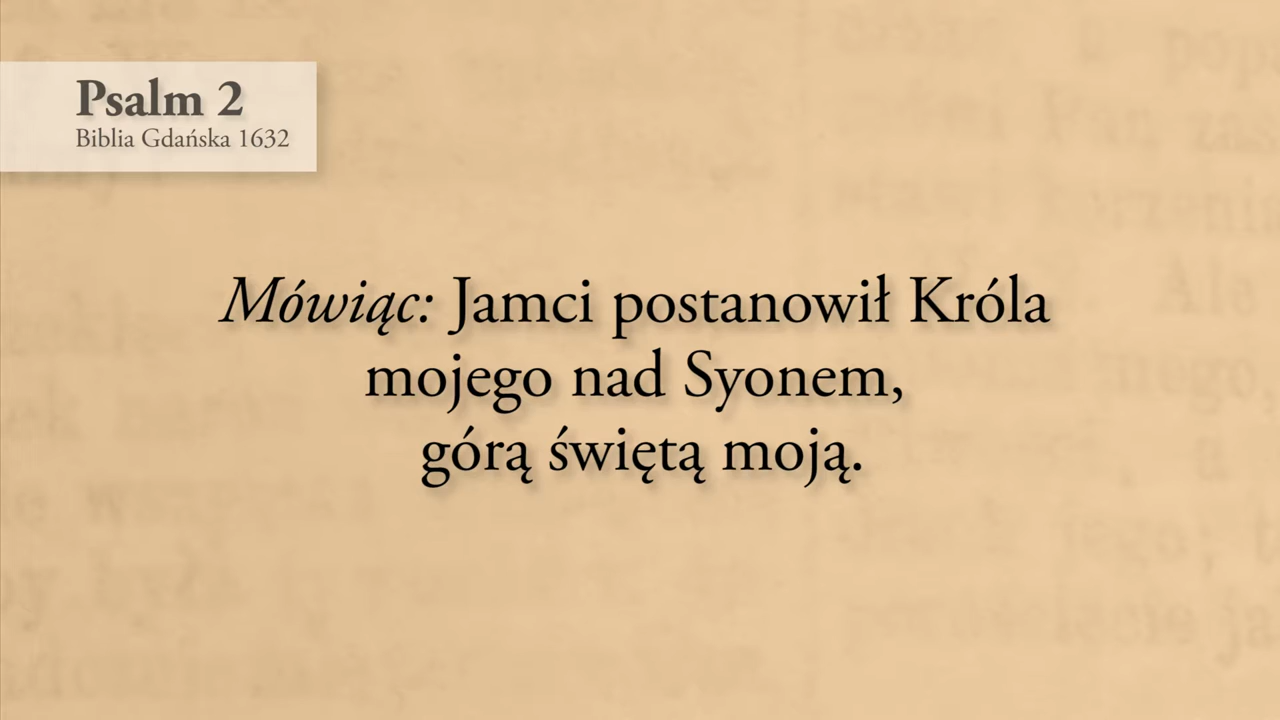 Psalm 2
Biblia Gdańska 1632
Mówiąc: Jamci postanowił Króla
mojego nad Syonem,
górą świętą moją.